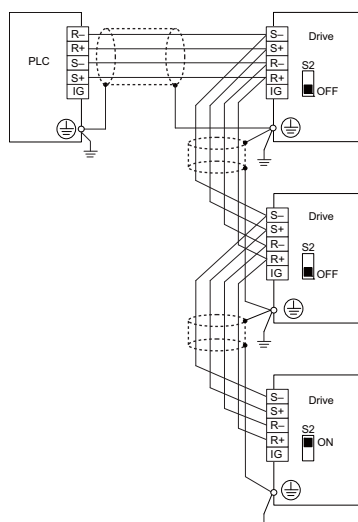 PLC
R–
R+
S–
S+
IG
S–
S+
R–
R+
IG
Drive
S2
OFF
S–
S+
R–
R+
IG
Drive
S2
OFF
S–
S+
R–
R+
IG
Drive
S2
ON